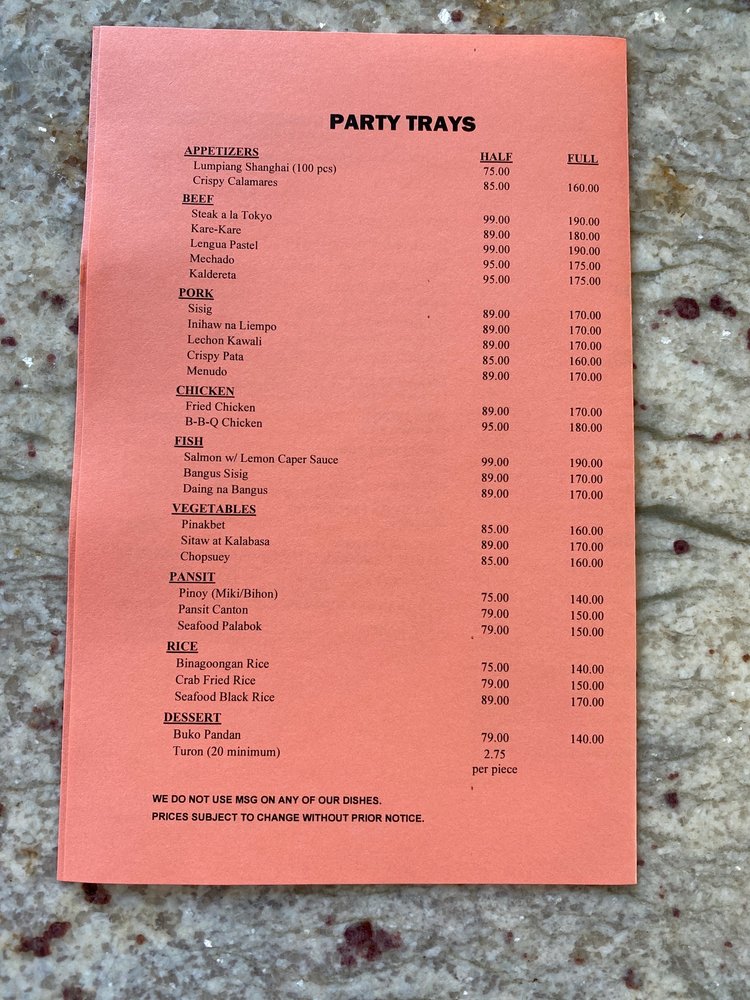 PARTY TRAYS
APPETIZERS HALF FULL
Lumpiang Shanghai (100 pcs) 75.00
Crispy Calamares 85.00 160.00
BEEF
Steak a la Tokyo 99.00 190.00
Kare-Kare 89.00 180.00
Lengua Pastel 99.00 190.00
Mechado 95.00 175.00
Kaldereta 95.00 175.00
PORK
Sisig 89.00 170.00
Inihaw na Liempo 89.00 170.00
Lechon Kawali 89.00 170.00
Crispy Pata 85.00 160.00
Menudo 89.00 170.00
CHICKEN
Fried Chicken 89.00 170.00
B-B-Q Chicken 95.00 180.00
FISH
Salmon w/ Lemon Caper Sauce 99.00 190.00
Bangus Sisig 89.00 170.00
Daing na Bangus 89.00 170.00
VEGETABLES
Pinakbet 85.00 160.00
Sitaw at Kalabasa 89.00 170.00
Chopsuey 85.00 160.00
PANSIT
Pinoy (Miki/Bihon) 75.00 140.00
Pansit Canton 79.00 150.00
Seafood Palabok 79.00 150.00
RICE
Binagoongan Rice 75.00 140.00
Crab Fried Rice 79.00 150.00
Seafood Black Rice 89.00 170.00
DESSERT
Buko Pandan 79.00 140.00
Turon (20 minimum) 2.75
per piece
WE DO NOT USE MSG ON ANY OF OUR DISHES.
PRICES SUBJECT TO CHANGE WITHOUT PRIOR NOTICE.